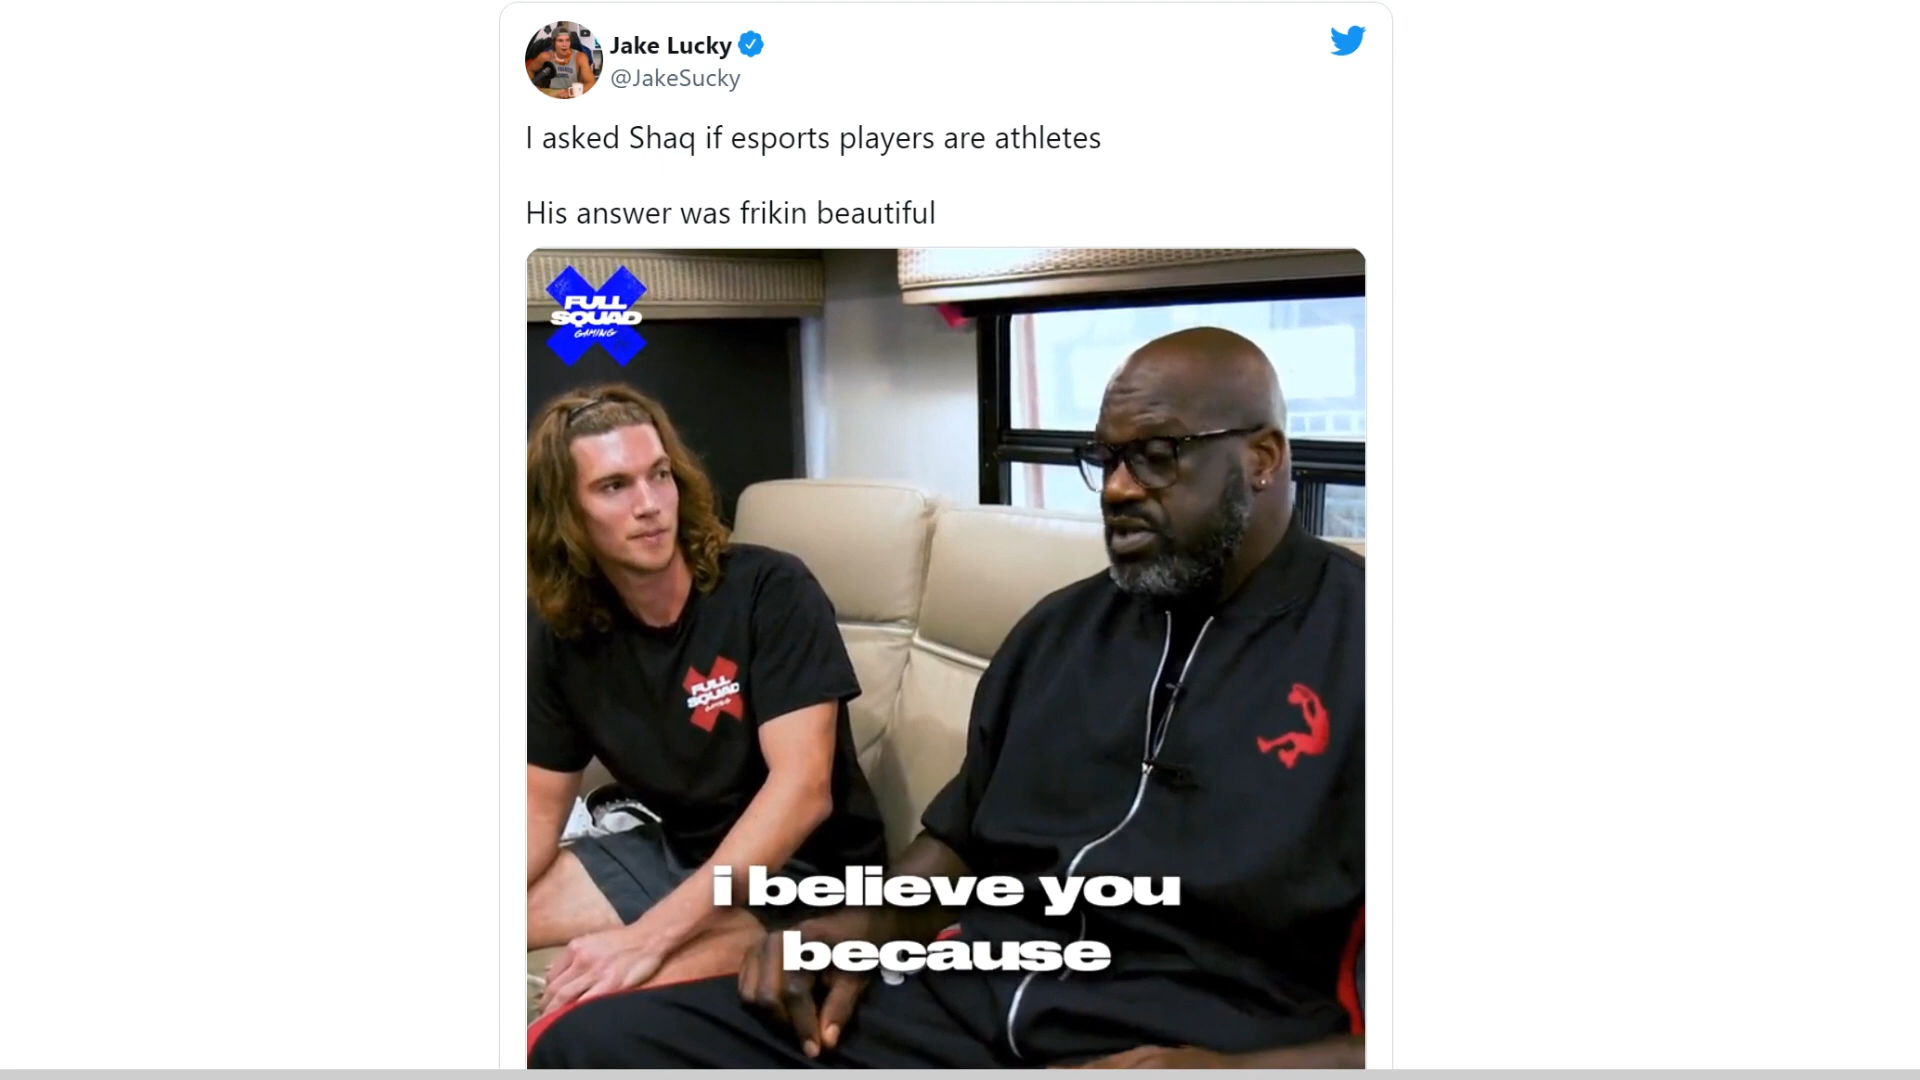 Jake Lucky
@JakeSucky
I asked Shaq if esports players are athletes
His answer was frikin beautiful
FULL
SQUAD
GAMING
FULL
SQUAD
GAMING
i believe you
because